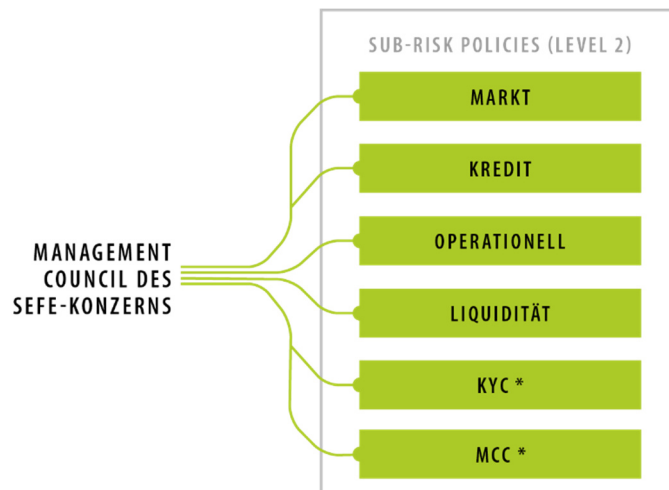 SUB-RISK POLICIES (LEVEL 2)
MARKT
KREDIT
OPERATIONELL
LIQUIDITÄT
KYC *
MCC *
MANAGEMENT
COUNCIL DES
SEFE-KONZERNS